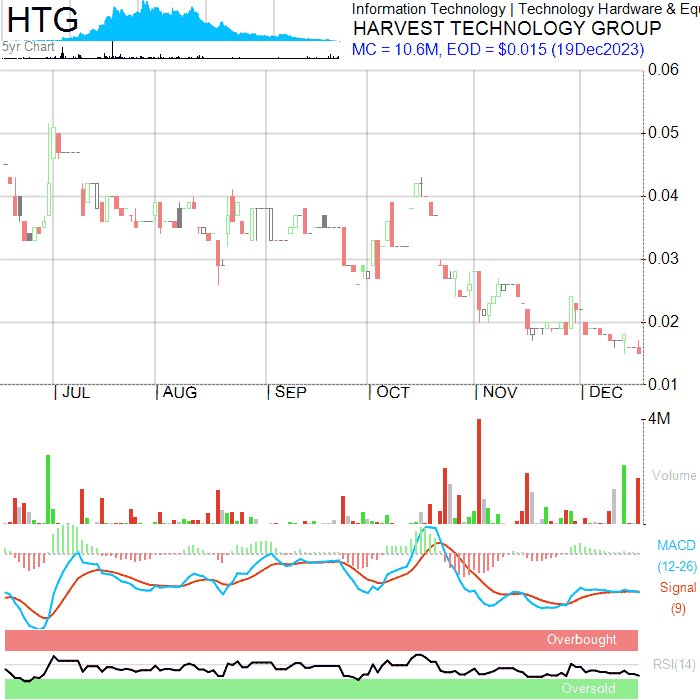 HTG
5yr Chart
Information Technology | Technology Hardware & Equ
HARVEST TECHNOLOGY GROUP
MC = 10.6M, EOD = $0.015 (19Dec2023)
0.06
0.05
0.04
0.03
0.02
0.01
JUL AUG SEP OCT NOV DEC
4M
Volume
MACD
(12-26)
Signal
(9)
Overbought
RSI(14)
Oversold